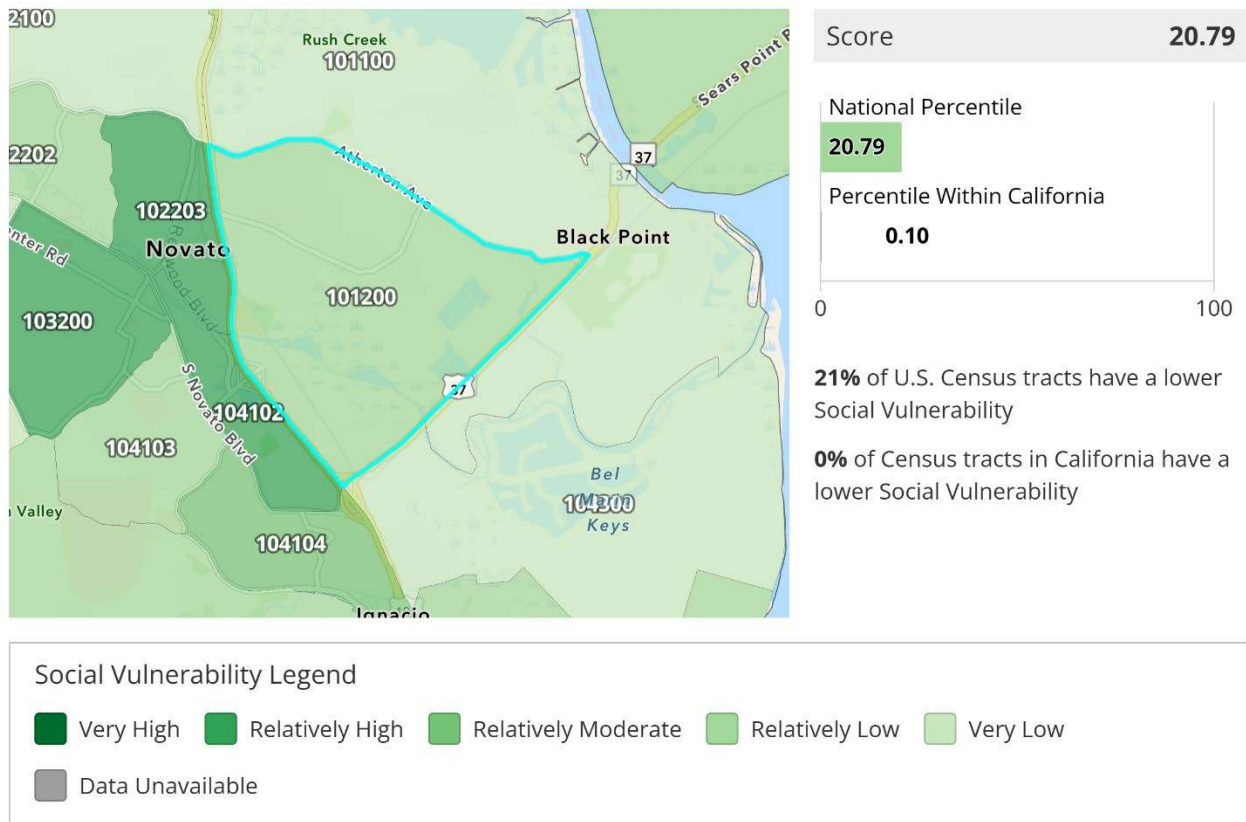 2100
Rush Creek
101100
Sears Point R
37
37
2202
Atherton Ave
102203
Novato
Black Point
enter Rd
Redwood Blvd
101200
103200
37
S Novato Blvd
104102
104103
Bel
Marin
Keys
104300
n Valley
104104
Ignacio
Score 20.79
National Percentile
20.79
Percentile Within California
0.10
0 100
21% of U.S. Census tracts have a lower
Social Vulnerability
0% of Census tracts in California have a
lower Social Vulnerability
Social Vulnerability Legend
Very High Relatively High Relatively Moderate Relatively Low Very Low
Data Unavailable